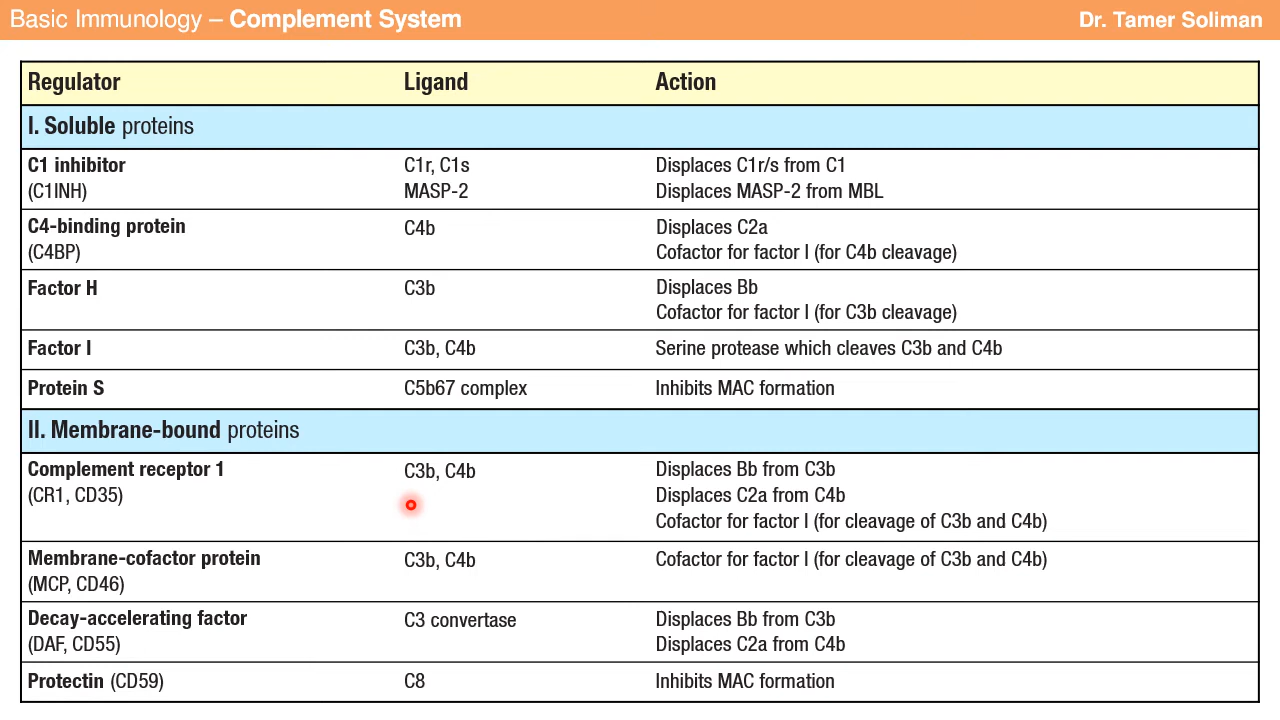 Basic Immunology – Complement System
Dr. Tamer Soliman
Regulator Ligand Action
I. Soluble proteins
C1 inhibitor C1r, C1s Displaces C1r/s from C1
(C1INH) MASP-2 Displaces MASP-2 from MBL
C4-binding protein C4b Displaces C2a
(C4BP) Cofactor for factor I (for C4b cleavage)
Factor H C3b Displaces Bb
Cofactor for factor I (for C3b cleavage)
Factor I C3b, C4b Serine protease which cleaves C3b and C4b
Protein S C5b67 complex Inhibits MAC formation
II. Membrane-bound proteins
Complement receptor 1 C3b, C4b Displaces Bb from C3b
(CR1, CD35) Displaces C2a from C4b
Cofactor for factor I (for cleavage of C3b and C4b)
Membrane-cofactor protein C3b, C4b Cofactor for factor I (for cleavage of C3b and C4b)
(MCP, CD46)
Decay-accelerating factor C3 convertase Displaces Bb from C3b
(DAF, CD55) Displaces C2a from C4b
Protectin (CD59) C8 Inhibits MAC formation